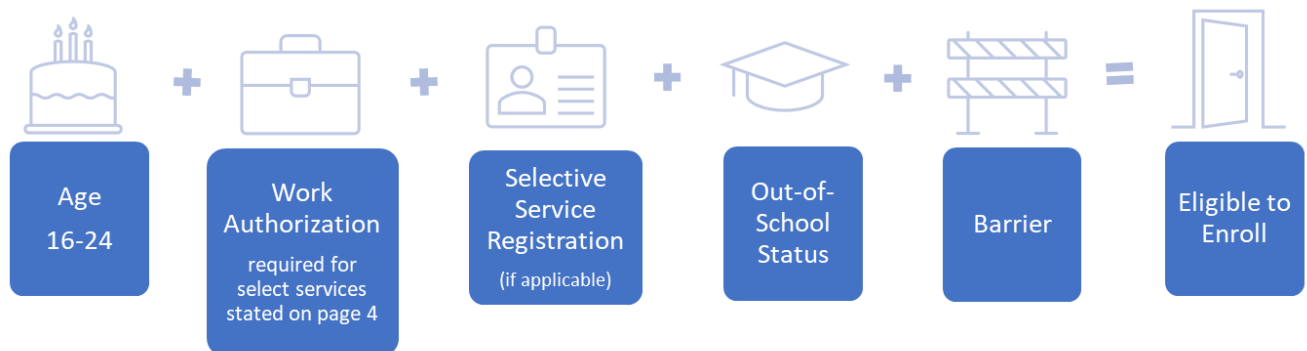 Age
16-24
Work
Authorization
required for
select services
stated on page 4
Selective
Service
Registration
(if applicable)
Out-of-
School
Status
Barrier
Eligible to
Enroll